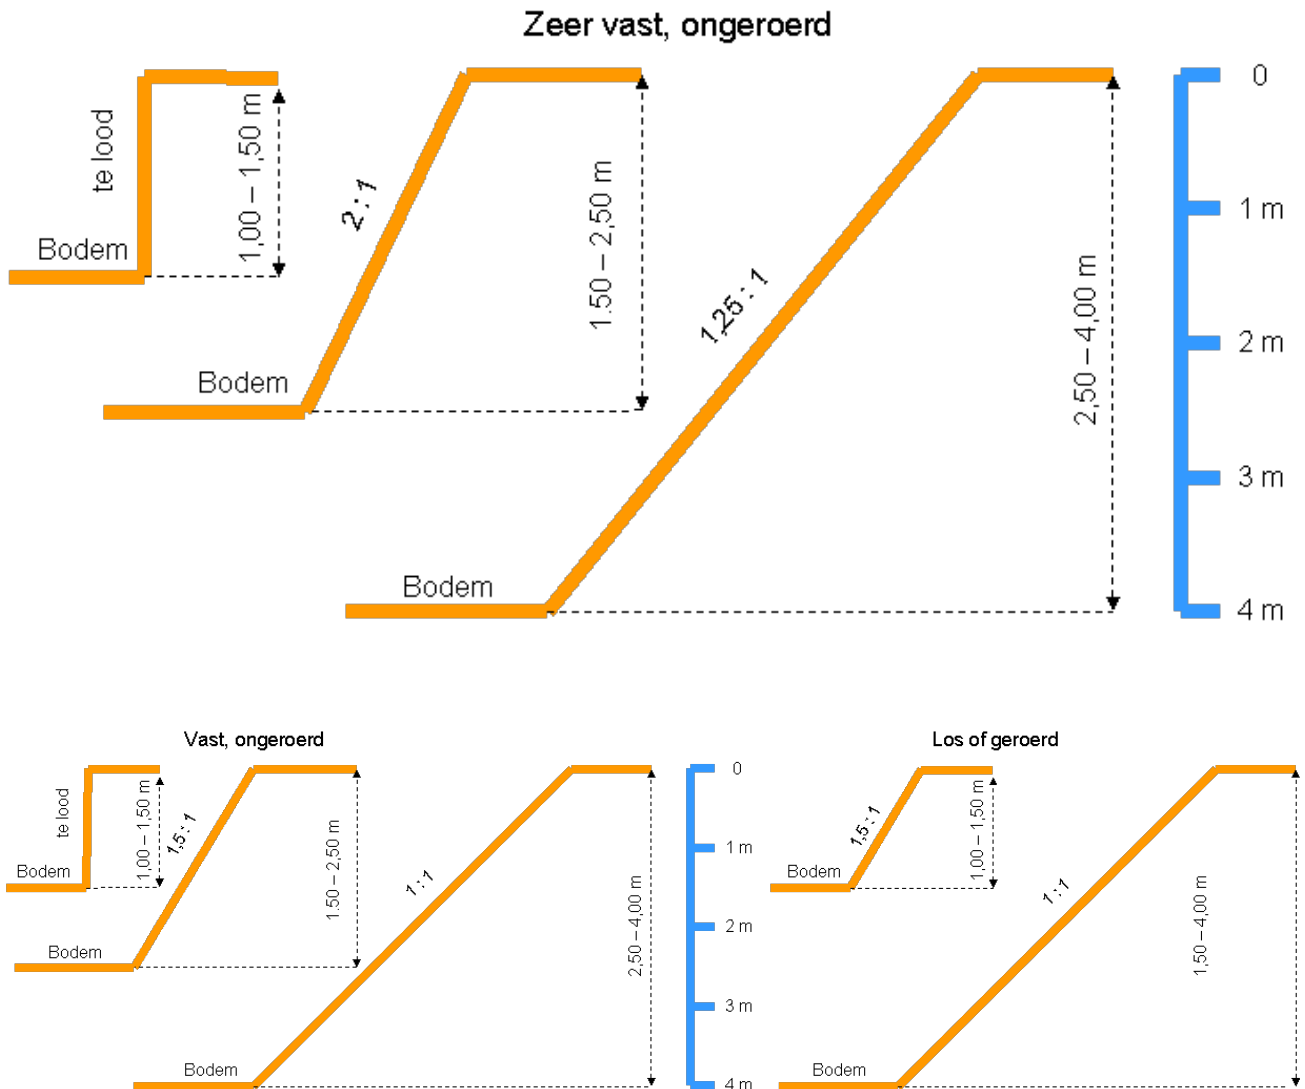 Zeer vast, ongeroerd
te lood
1,00 – 1,50 m
Bodem
2 : 1
1.50 – 2,50 m
Bodem
1,25 : 1
2,50 – 4,00 m
Bodem
0
1 m
2 m
3 m
4 m
Vast, ongeroerd
te lood
1,00 – 1,50 m
Bodem
1,5 : 1
1.50 – 2,50 m
Bodem
1 : 1
2,50 – 4,00 m
Bodem
0
1 m
2 m
3 m
4 m
Los of geroerd
1,5 : 1
1,00 – 1,50 m
Bodem
1 : 1
1,50 – 4,00 m
Bodem